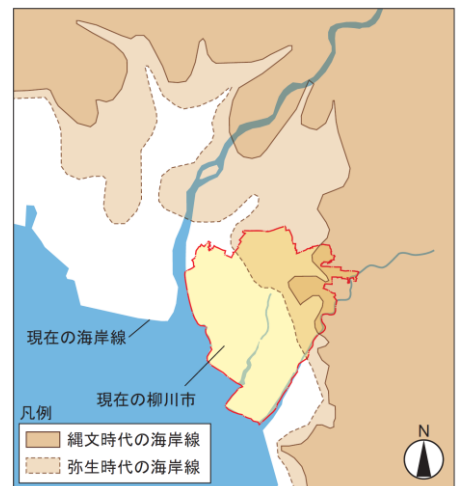 現在の海岸線
現在の柳川市
凡例
縄文時代の海岸線
弥生時代の海岸線
N